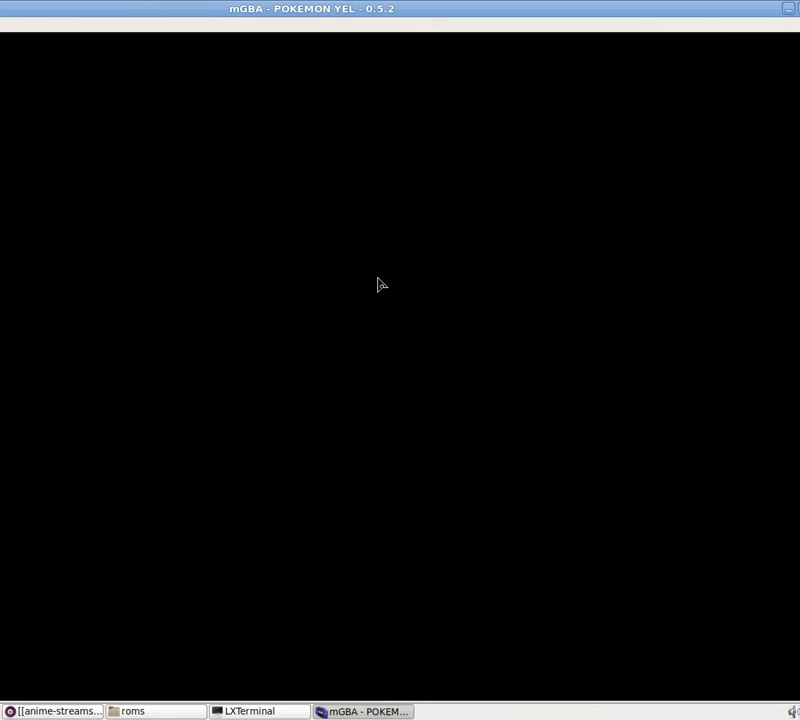 mGBA - POKEMON YEL - 0.5.2
[[anime-streams...
roms
LXTerminal
mGBA - POKEM...